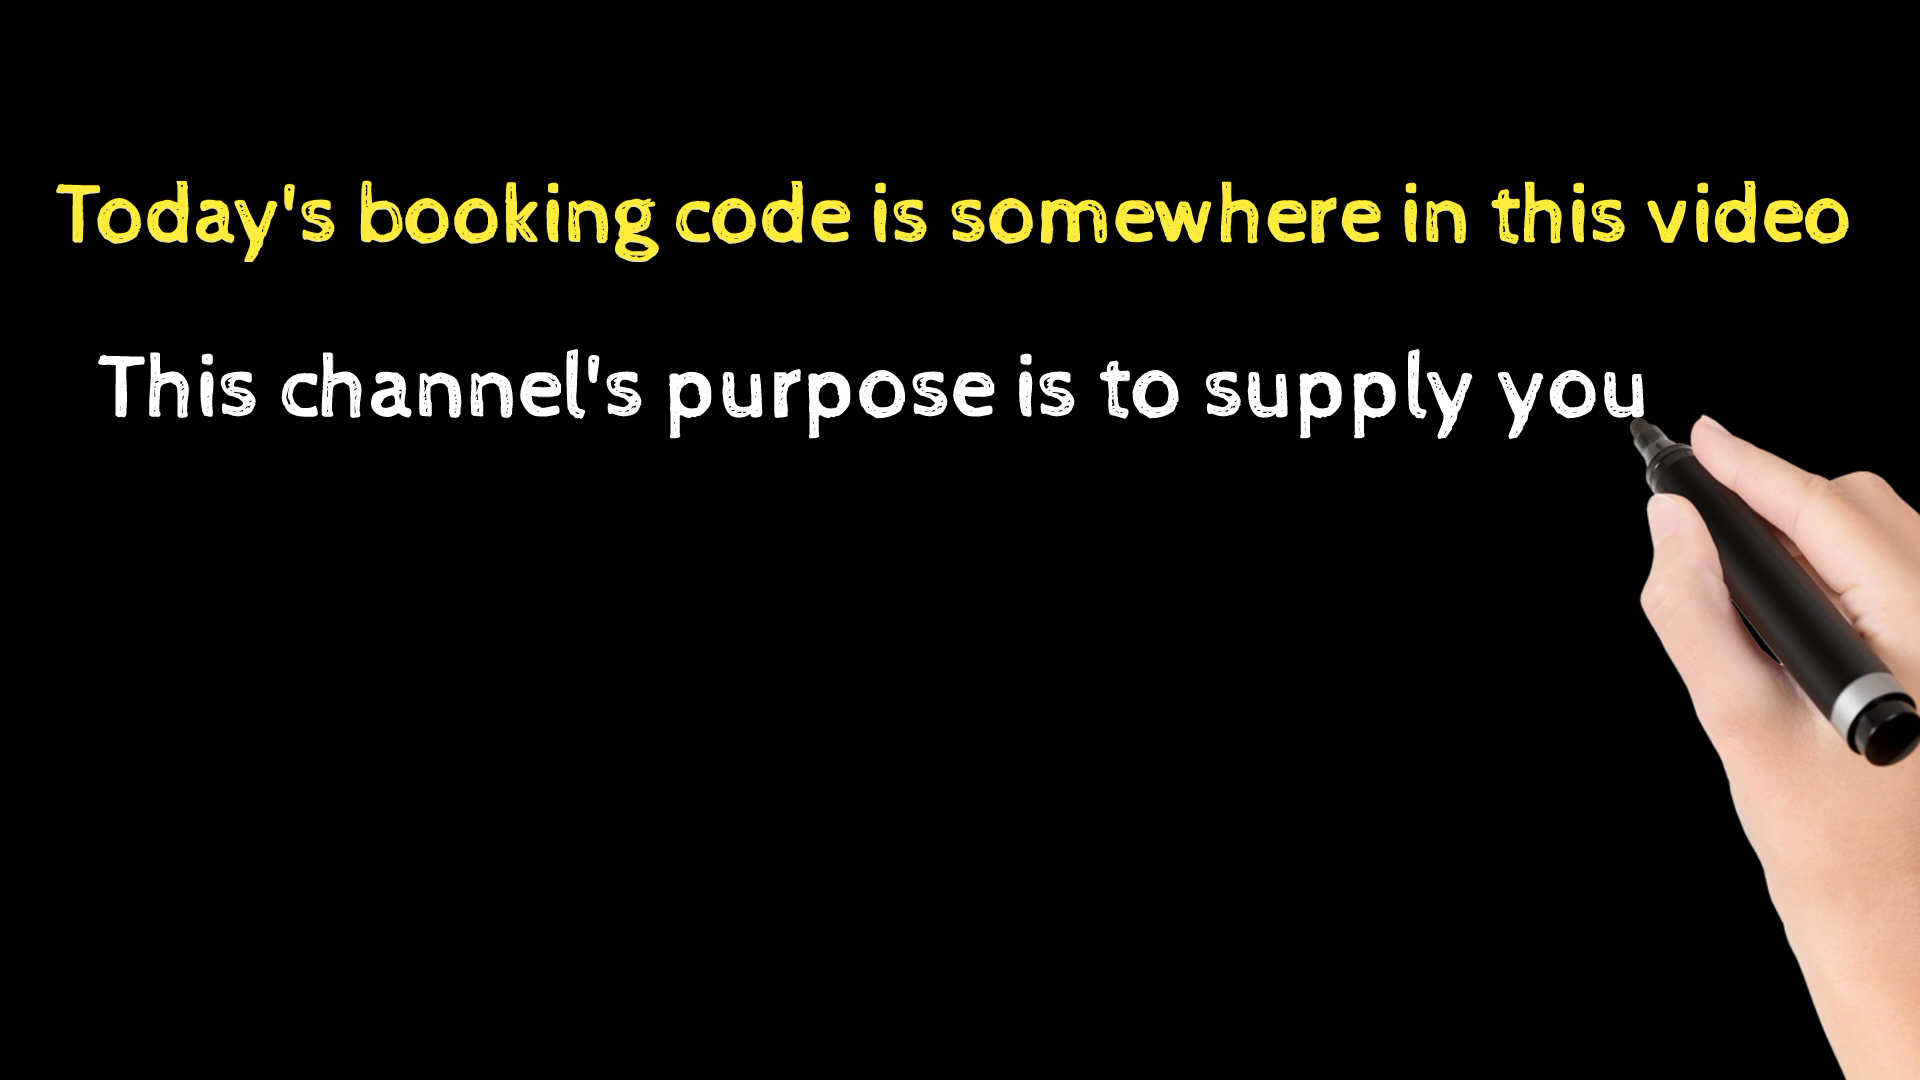 Today's booking code is somewhere in this video
This channel's purpose is to supply you